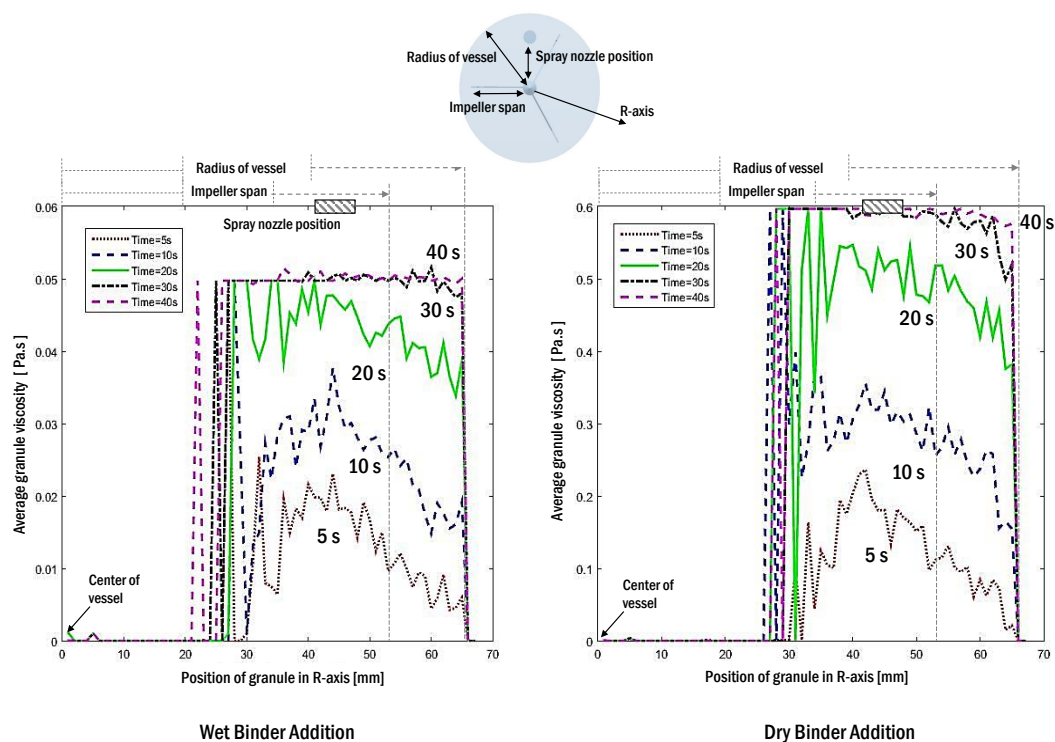 Radius of vessel
Spray nozzle position
Impeller span
R-axis
Radius of vessel
Impeller span
Spray nozzle position
0.06
0.05
0.04
0.03
0.02
0.01
0
Average granule viscosity [Pa.s]
Time=5s
Time=10s
Time=20s
Time=30s
Time=40s
40 s
30 s
20 s
10 s
5 s
Center of
vessel
0 10 20 30 40 50 60 70
Position of granule in R-axis [mm]
Wet Binder Addition
Radius of vessel
Impeller span
0.6
0.5
0.4
0.3
0.2
0.1
0
Average granule viscosity [Pa.s]
Time=5s
Time=10s
Time=20s
Time=30s
Time=40s
40 s
30 s
20 s
10 s
5 s
Center of
vessel
0 10 20 30 40 50 60 70
Position of granule in R-axis [mm]
Dry Binder Addition